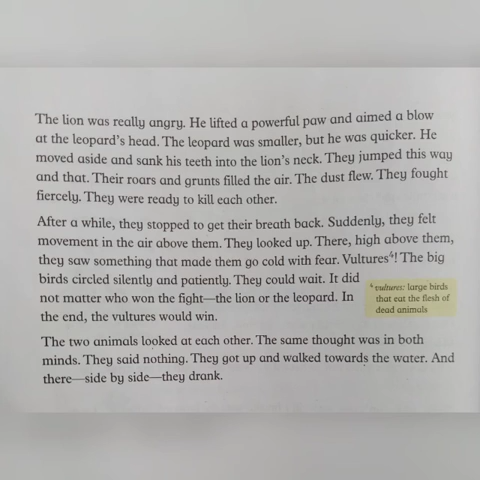 The lion was really angry. He lifted a powerful paw and aimed a blow
at the leopard's head. The leopard was smaller, but he was quicker. He
moved aside and sank his teeth into the lion's neck. They jumped this way
and that. Their roars and grunts filled the air. The dust flew. They fought
fiercely. They were ready to kill each other.
After a while, they stopped to get their breath back. Suddenly, they felt
movement in the air above them. They looked up. There, high above them,
they saw something that made them go cold with fear. Vultures⁴! The big
birds circled silently and patiently. They could wait. It did
not matter who won the fight—the lion or the leopard. In
the end, the vultures would win.
⁴ vultures: large birds
that eat the flesh of
dead animals
The two animals looked at each other. The same thought was in both
minds. They said nothing. They got up and walked towards the water. And
there—side by side—they drank.